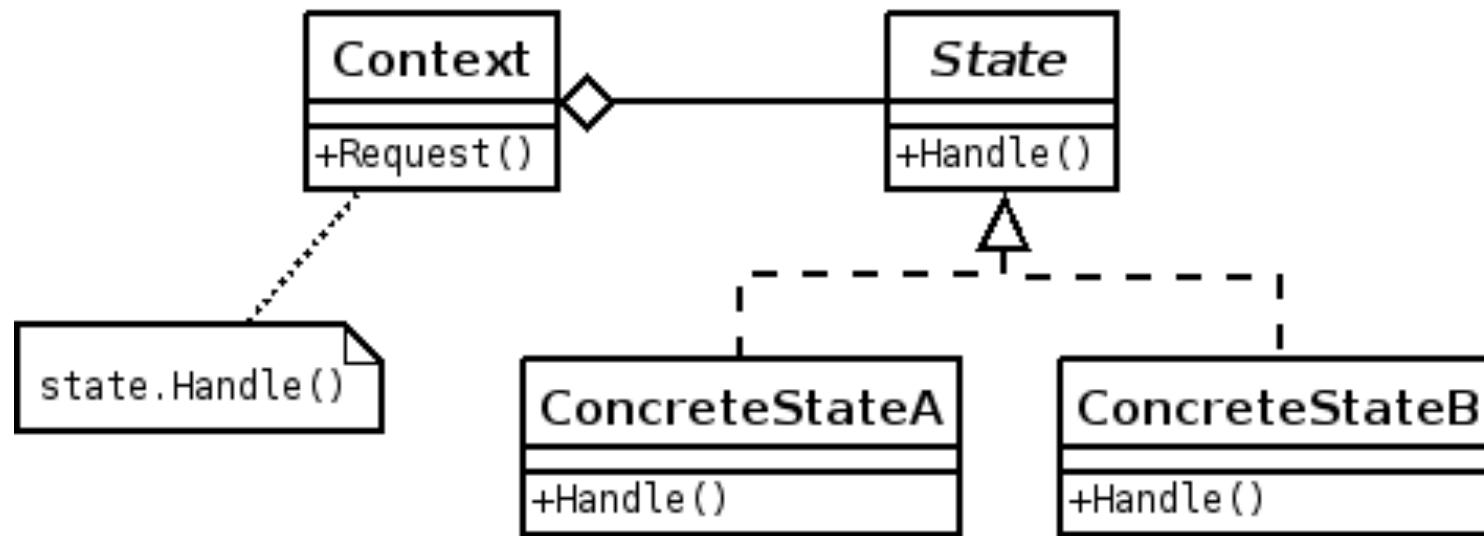 Context
+Request()
State
+Handle()
state.Handle()
ConcreteStateA
+Handle()
ConcreteStateB
+Handle()